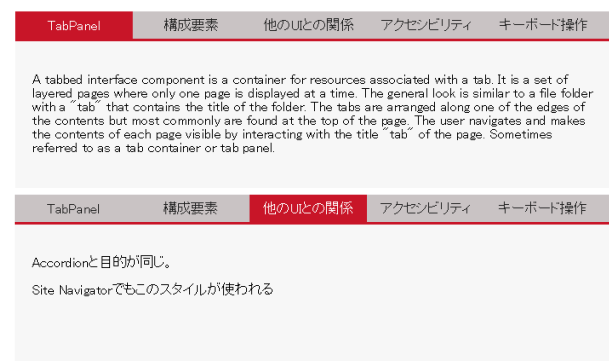 TabPanel 構成要素 他のUIとの関係 アクセシビリティ キーボード操作
A tabbed interface component is a container for resources associated with a tab. It is a set of
layered pages where only one page is displayed at a time. The general look is similar to a file folder
with a ″tab″ that contains the title of the folder. The tabs are arranged along one of the edges of
the contents but most commonly are found at the top of the page. The user navigates and makes
the contents of each page visible by interacting with the title ″tab″ of the page. Sometimes
referred to as a tab container or tab panel.
TabPanel 構成要素 他のUIとの関係 アクセシビリティ キーボード操作
Accordionと目的が同じ。
Site Navigatorでもこのスタイルが使われる